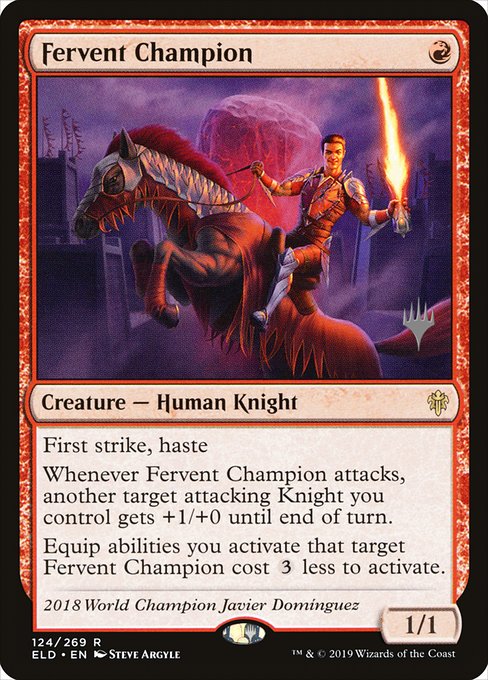 Fervent Champion
Creature — Human Knight
First strike, haste
Whenever Fervent Champion attacks,
another target attacking Knight you
control gets +1/+0 until end of turn.
Equip abilities you activate that target
Fervent Champion cost 3 less to activate.
2018 World Champion Javier Domínguez
1/1
124/269 R
ELD • EN Steve Argyle
™ & © 2019 Wizards of the Coast